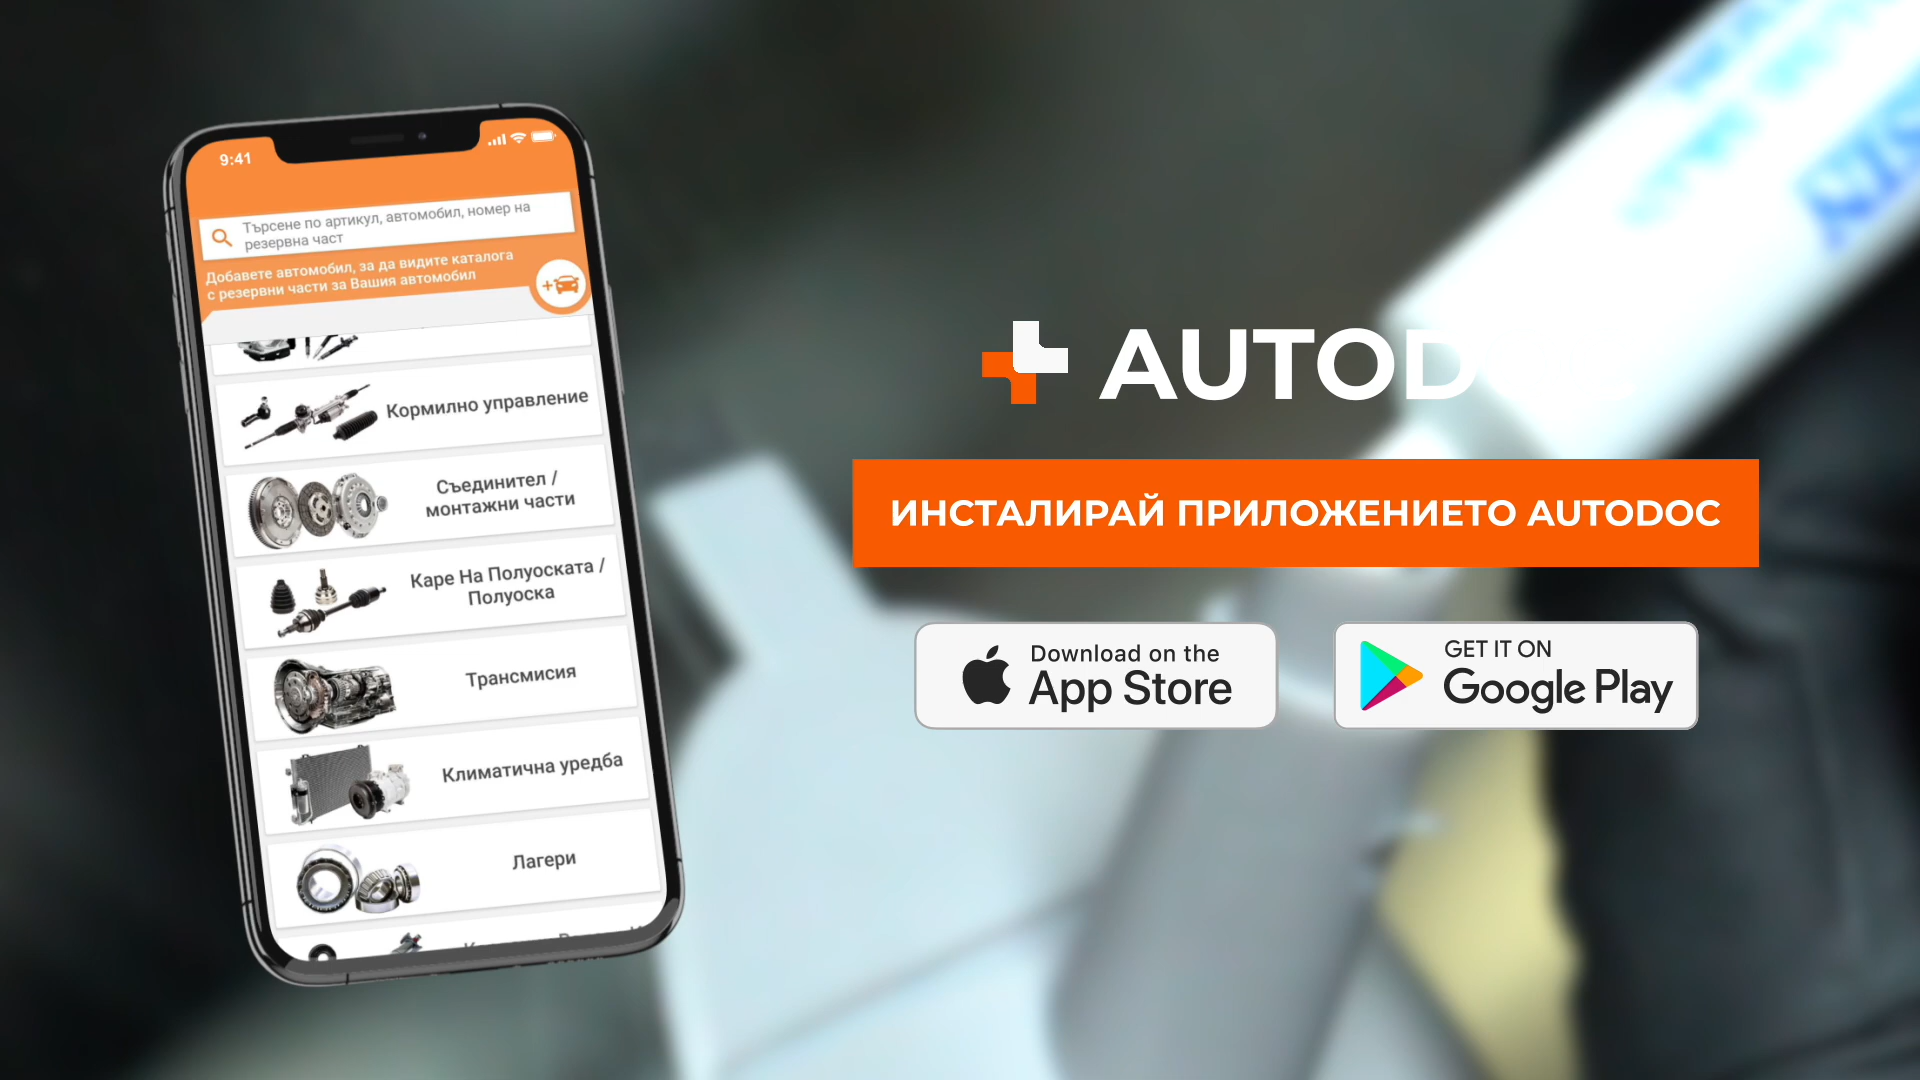 9:41
Търсене по артикул, автомобил, номер на
резервна част
Добавете автомобил, за да видите каталога
с резервни части за Вашия автомобил
Кормилно управление
Съединител /
монтажни части
Каре На Полуоската /
Полуоска
Трансмисия
Климатична уредба
Лагери
AUTODOC
ИНСТАЛИРАЙ ПРИЛОЖЕНИЕТО AUTODOC
Download on the
App Store
GET IT ON
Google Play